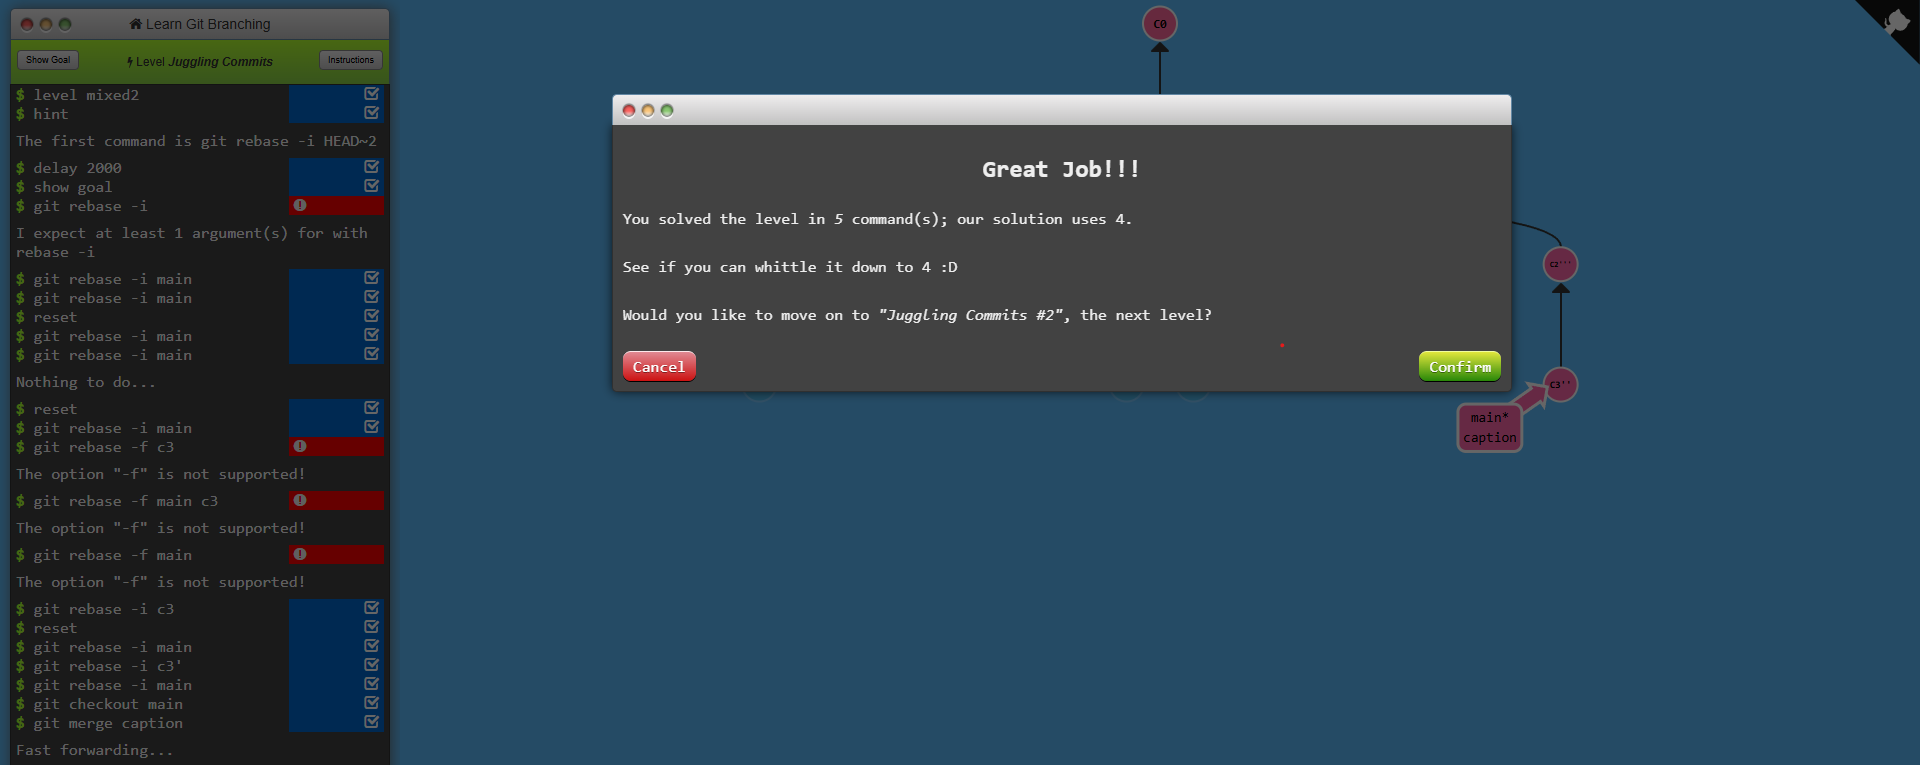 Learn Git Branching
Show Goal
Level Juggling Commits
Instructions
$ level mixed2
$ hint
The first command is git rebase -i HEAD~2
$ delay 2000
$ show goal
$ git rebase -i
I expect at least 1 argument(s) for with
rebase -i
$ git rebase -i main
$ git rebase -i main
$ reset
$ git rebase -i main
$ git rebase -i main
Nothing to do...
$ reset
$ git rebase -i main
$ git rebase -f c3
The option "-f" is not supported!
$ git rebase -f main c3
The option "-f" is not supported!
$ git rebase -f main
The option "-f" is not supported!
$ git rebase -i c3
$ reset
$ git rebase -i main
$ git rebase -i c3'
$ git rebase -i main
$ git checkout main
$ git merge caption
Fast forwarding...
C0
Great Job!!!
You solved the level in 5 command(s); our solution uses 4.
See if you can whittle it down to 4 :D
Would you like to move on to "Juggling Commits #2", the next level?
Cancel
Confirm
C2'''
C3''
main*
caption